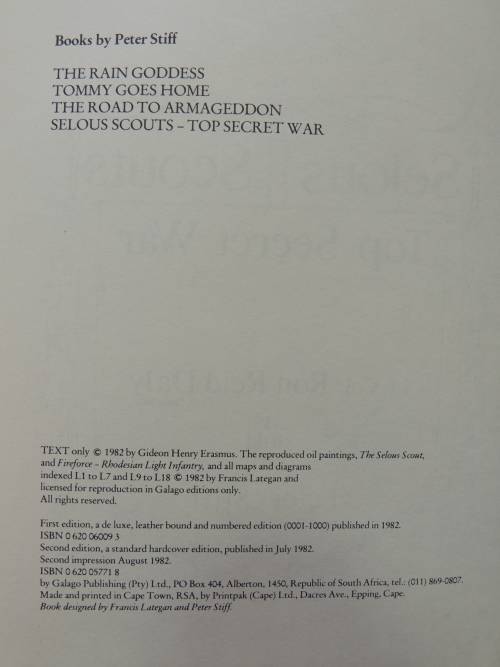 Books by Peter Stiff
THE RAIN GODDESS
TOMMY GOES HOME
THE ROAD TO ARMAGEDDON
SELOUS SCOUTS – TOP SECRET WAR
TEXT only © 1982 by Gideon Henry Erasmus. The reproduced oil paintings, The Selous Scout,
and Fireforce – Rhodesian Light Infantry, and all maps and diagrams
indexed L1 to L7 and L9 to L18 © 1982 by Francis Lategan and
licensed for reproduction in Galago editions only.
All rights reserved.
First edition, a de luxe, leather bound and numbered edition (0001-1000) published in 1982.
ISBN 0 620 06009 3
Second edition, a standard hardcover edition, published in July 1982.
Second impression August 1982.
ISBN 0 620 05771 8
by Galago Publishing (Pty) Ltd., PO Box 404, Alberton, 1450, Republic of South Africa, tel.: (011) 869-0807.
Made and printed in Cape Town, RSA, by Printpak (Cape) Ltd., Dacres Ave., Epping, Cape.
Book designed by Francis Lategan and Peter Stiff.